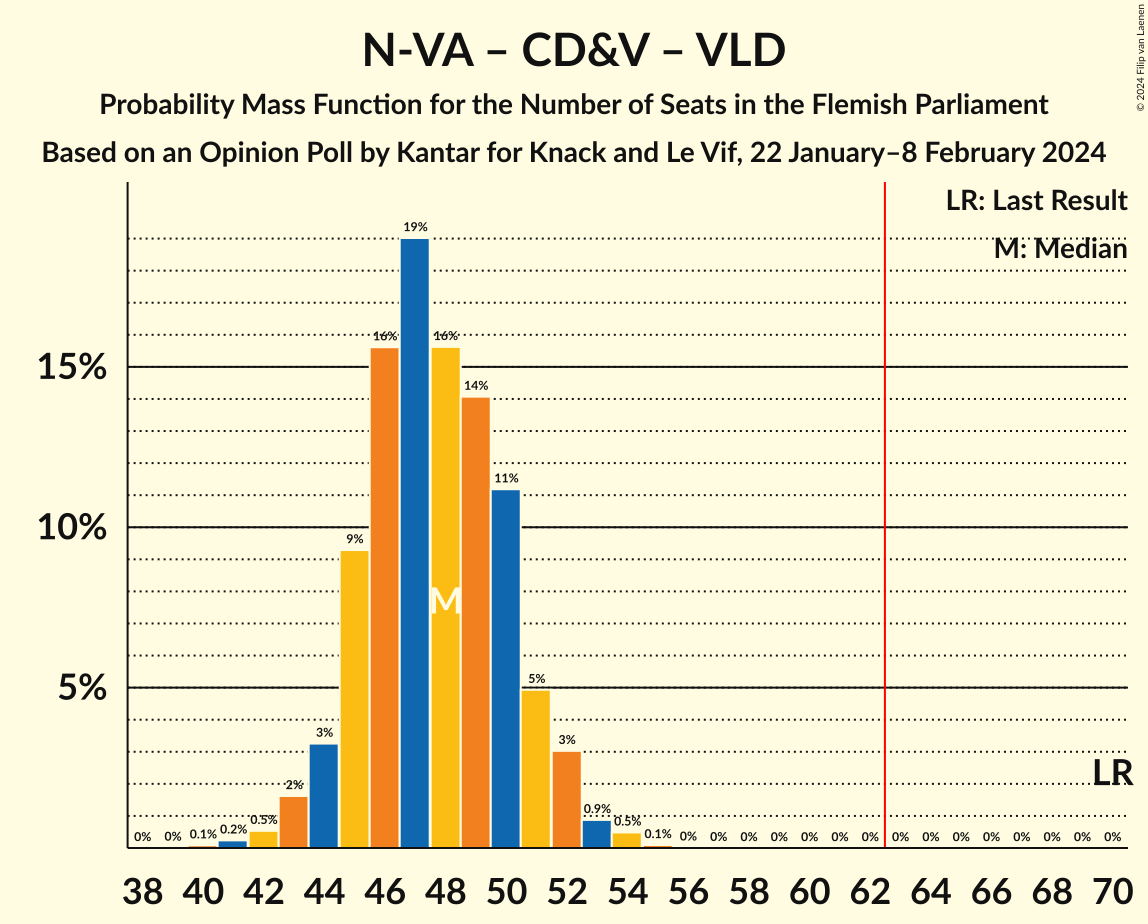 N-VA – CD&V – VLD
Probability Mass Function for the Number of Seats in the Flemish Parliament
Based on an Opinion Poll by Kantar for Knack and Le Vif, 22 January–8 February 2024
© 2024 Filip van Laenen
LR: Last Result
M: Median
15%
10%
5%
0% 0% 0.1% 0.2% 0.5% 2% 3% 9% 16% 19% 16% 14% 11% 5% 3% 0.9% 0.5% 0.1% 0% 0% 0% 0% 0% 0% 0% 0% 0% 0% 0% 0% 0% 0% 0%
M
LR
38 40 42 44 46 48 50 52 54 56 58 60 62 64 66 68 70